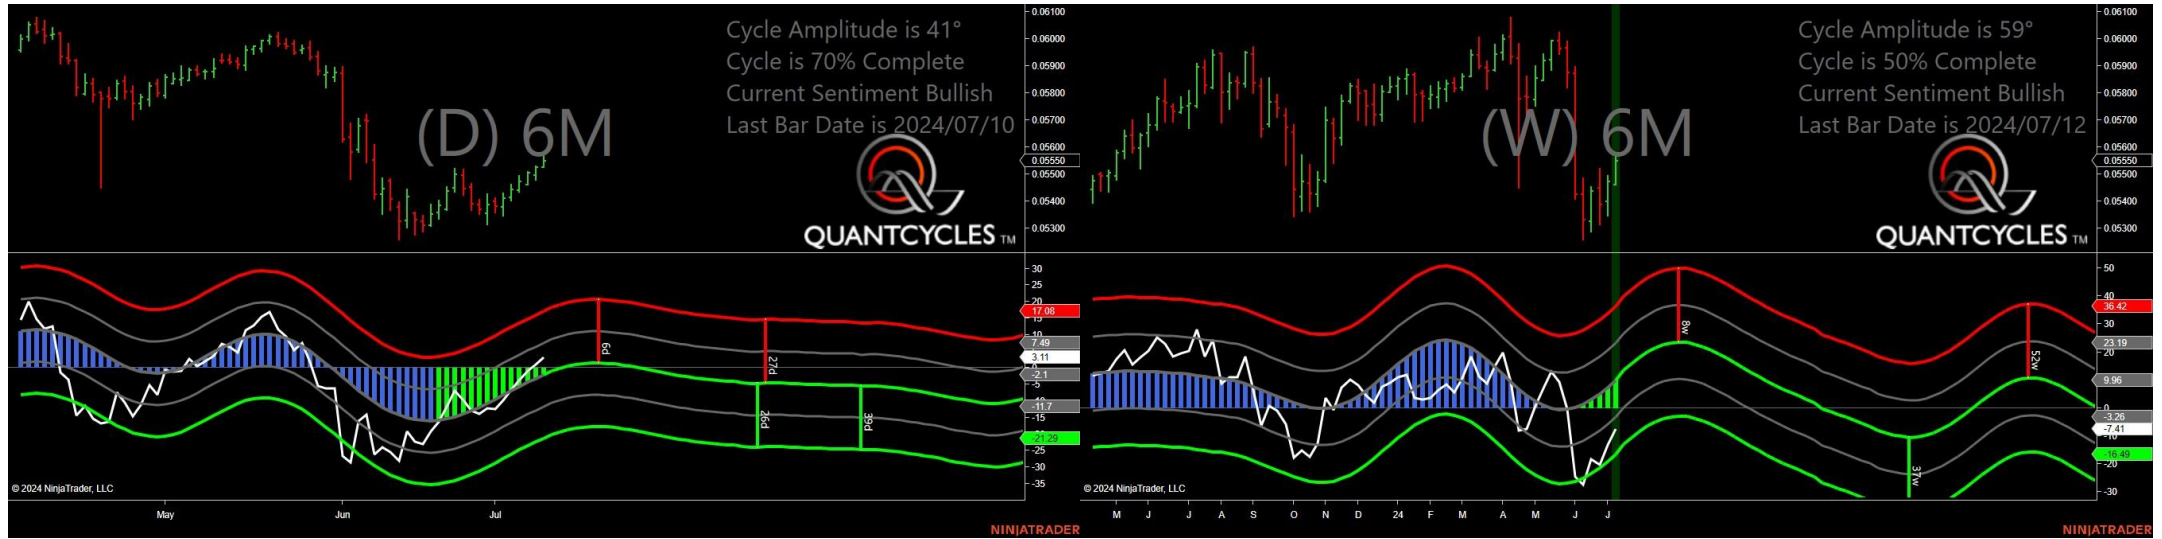 Cycle Amplitude is 41°
Cycle is 70% Complete
Current Sentiment Bullish
Last Bar Date is 2024/07/10
(D) 6M
QUANTCYCLES TM
0.06100
0.06000
0.05900
0.05800
0.05700
0.05600
0.05550
0.05500
0.05400
0.05300
30
25
20
17.08
15
10
7.49
3.11
-2.1
-5
-11.7
-15
-21.29
-25
-30
-35
6d
27d
26d
39d
© 2024 NinjaTrader, LLC
May
Jun
Jul
NINJATRADER
Cycle Amplitude is 59°
Cycle is 50% Complete
Current Sentiment Bullish
Last Bar Date is 2024/07/12
(W) 6M
QUANTCYCLES TM
0.06100
0.06000
0.05900
0.05800
0.05700
0.05600
0.05550
0.05500
0.05400
0.05300
50
40
36.42
30
23.19
20
9.96
0
-3.26
-7.41
-10
-16.49
-20
-30
8w
52w
37w
© 2024 NinjaTrader, LLC
M J J A S O N D 24 F M A M J J
NINJATRADER